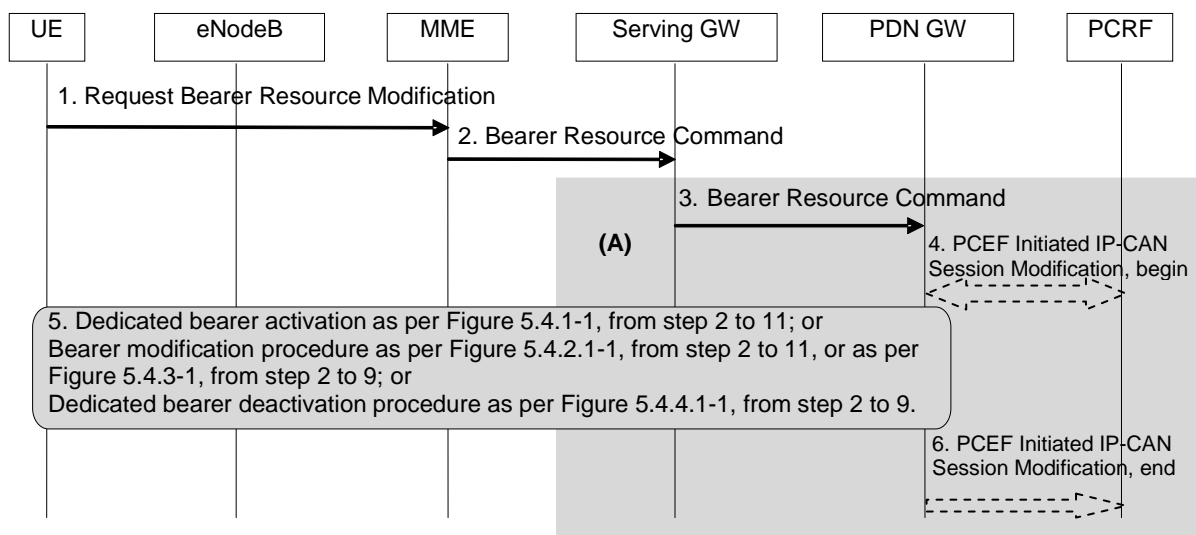 UE
eNodeB
MME
Serving GW
PDN GW
PCRF
1. Request Bearer Resource Modification
2. Bearer Resource Command
3. Bearer Resource Command
(A)
4. PCEF Initiated IP-CAN
Session Modification, begin
5. Dedicated bearer activation as per Figure 5.4.1-1, from step 2 to 11; or
Bearer modification procedure as per Figure 5.4.2.1-1, from step 2 to 11, or as per
Figure 5.4.3-1, from step 2 to 9; or
Dedicated bearer deactivation procedure as per Figure 5.4.4.1-1, from step 2 to 9.
6. PCEF Initiated IP-CAN
Session Modification, end